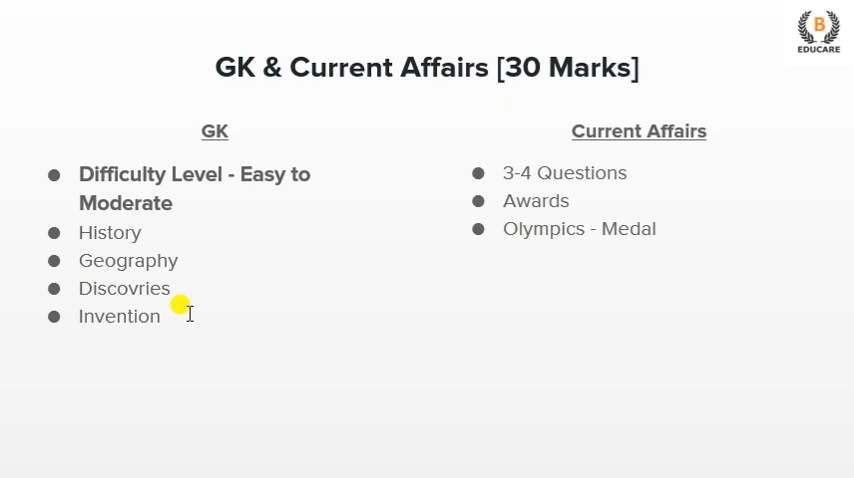 B
EDUCARE
GK & Current Affairs [30 Marks]
GK
Difficulty Level - Easy to
Moderate
History
Geography
Discovries
Invention
Current Affairs
3-4 Questions
Awards
Olympics - Medal